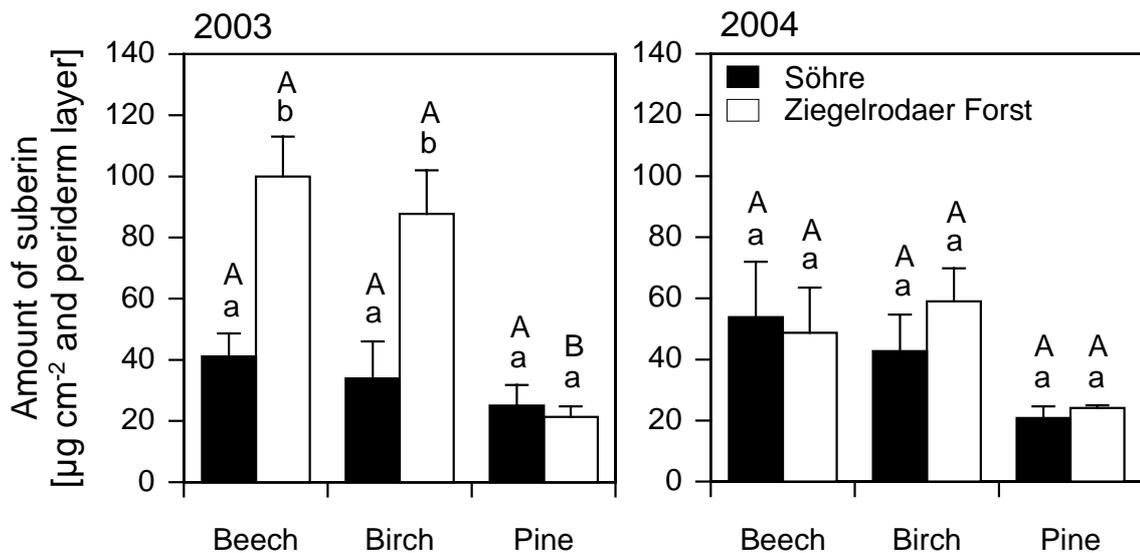 2003
2004
Amount of suberin
[µg cm-2 and periderm layer]
140
120
100
80
60
40
20
0
A
a
A
b
A
a
A
b
A
a
B
a
Beech
Birch
Pine
140
120
100
80
60
40
20
0
Söhre
Ziegelrodaer Forst
A
a
A
a
A
a
A
a
A
a
A
a
Beech
Birch
Pine